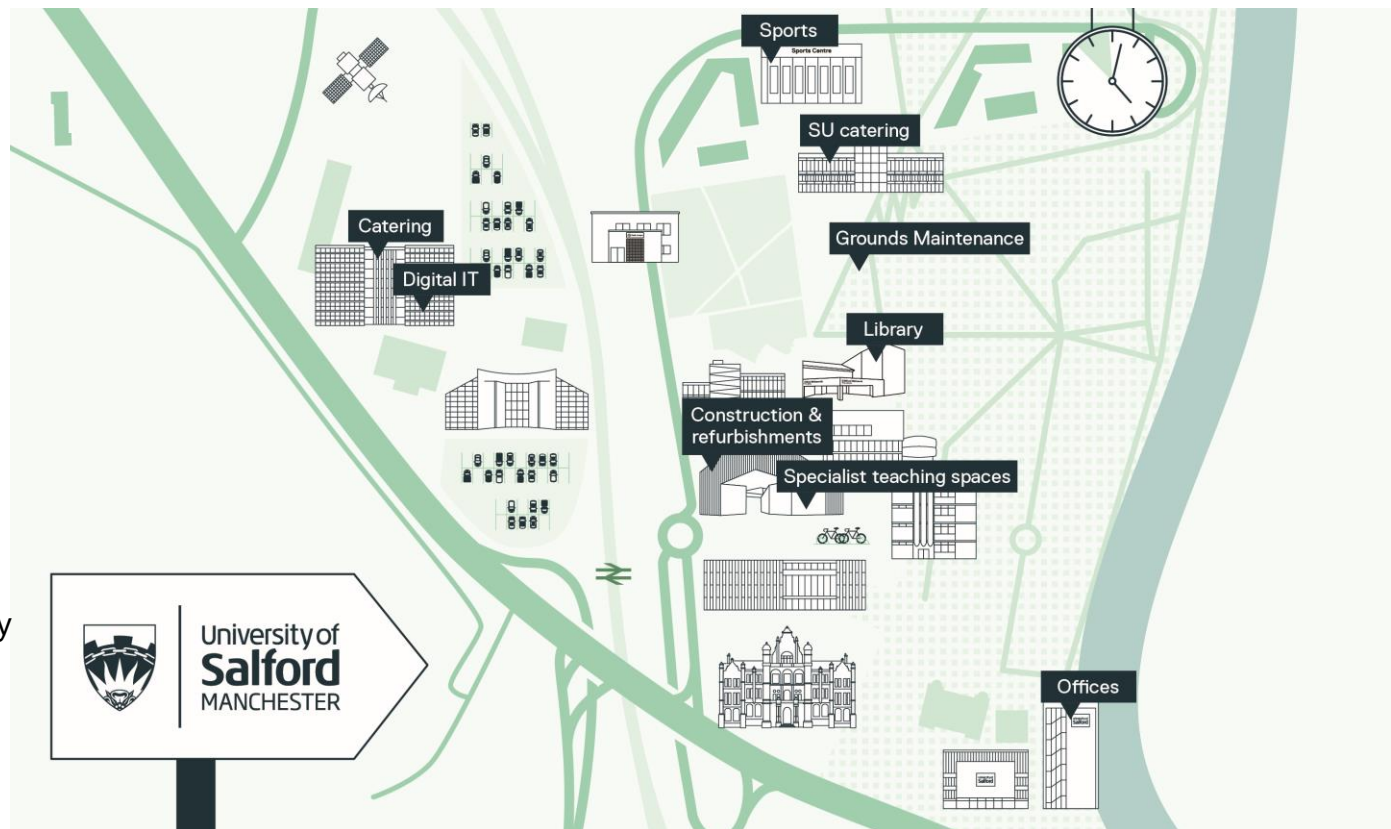 Sports
Sports Centre
SU catering
Catering
Grounds Maintenance
Digital IT
Library
Construction &
refurbishments
Specialist teaching spaces
y
University of
Salford
MANCHESTER
Offices
Salford